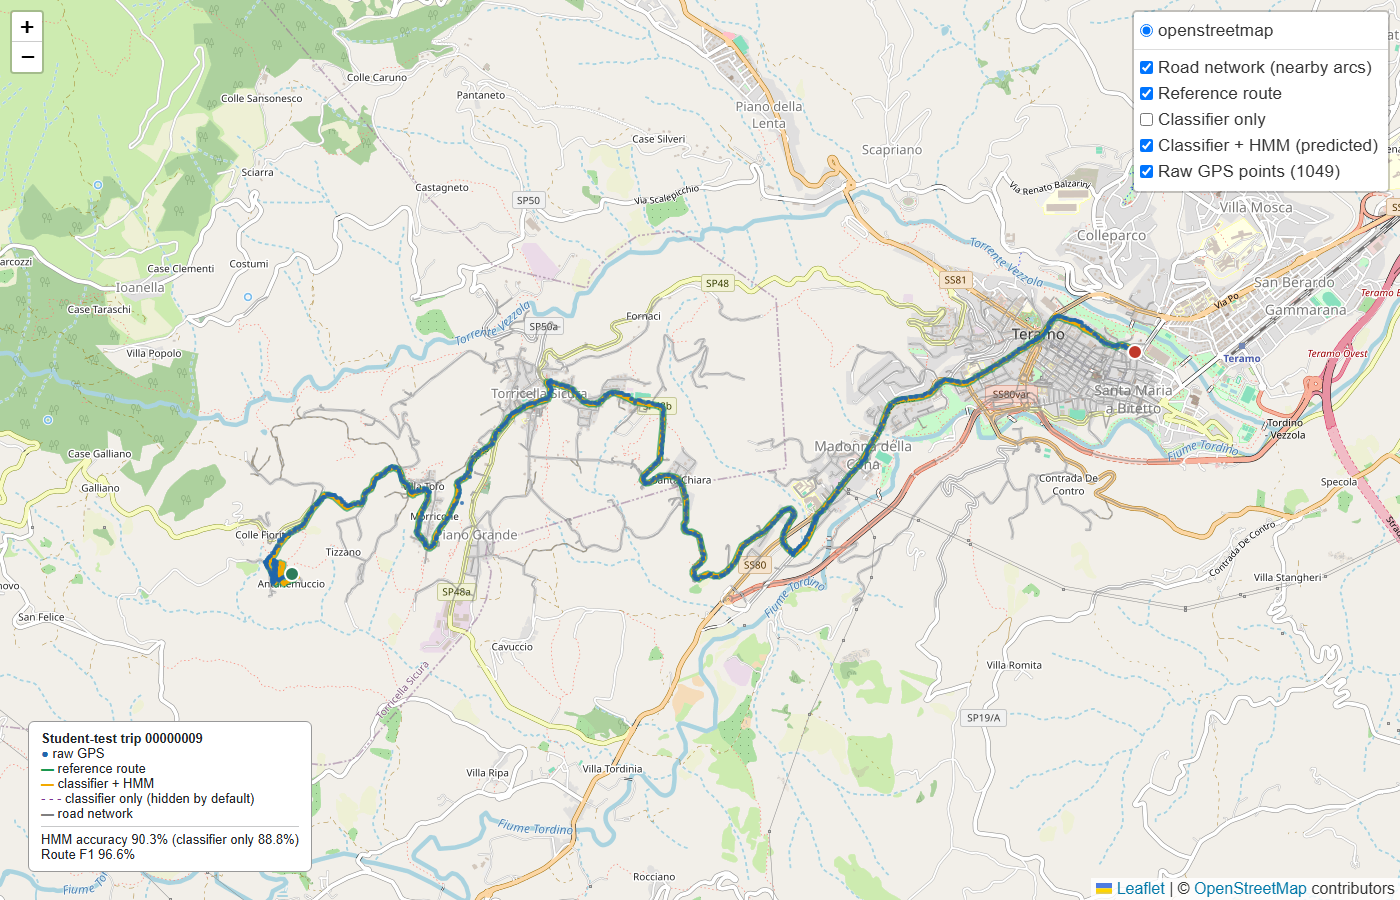 +
−
openstreetmap
Road network (nearby arcs)
Reference route
Classifier only
Classifier + HMM (predicted)
Raw GPS points (1049)
Colle Caruno
Colle Sansonesco
Pantaneto
Piano della
Lenta
Case Silveri
Scapriano
Sciarra
Castagneto
Via Scalepicchio
SP50
Via Renato Balzarini
Villa Mosca
Colleparco
Torrente Vezzola
Case Clementi
Costumi
Ioanella
SP48
SS81
San Berardo
Via Po
Case Taraschi
Gammarana
Torrente Vezzola
Fornaci
SP50a
Teramo
Villa Popolo
Teramo
Teramo Ovest
Torricella Sicura
SS80var
Santa Maria
a Bitetto
Tordino
- Vezzola
Madonna della
Cona
Fiume Tordino
Case Galliano
Galliano
Santa Chiara
Contrada De
Contro
Specola
Morricone
Piano Grande
Colle Fiorito
Tizzano
Contrada De Contro
SS80
Villa Stangheri
Fiume Tordino
SP48a
San Felice
Cavuccio
Torricella Sicura
Villa Romita
SP19/A
Villa Ripa
Villa Tordinia
Fiume Tordino
Rocciano
Student-test trip 00000009
raw GPS
reference route
classifier + HMM
classifier only (hidden by default)
road network
HMM accuracy 90.3% (classifier only 88.8%)
Route F1 96.6%
Leaflet | © OpenStreetMap contributors